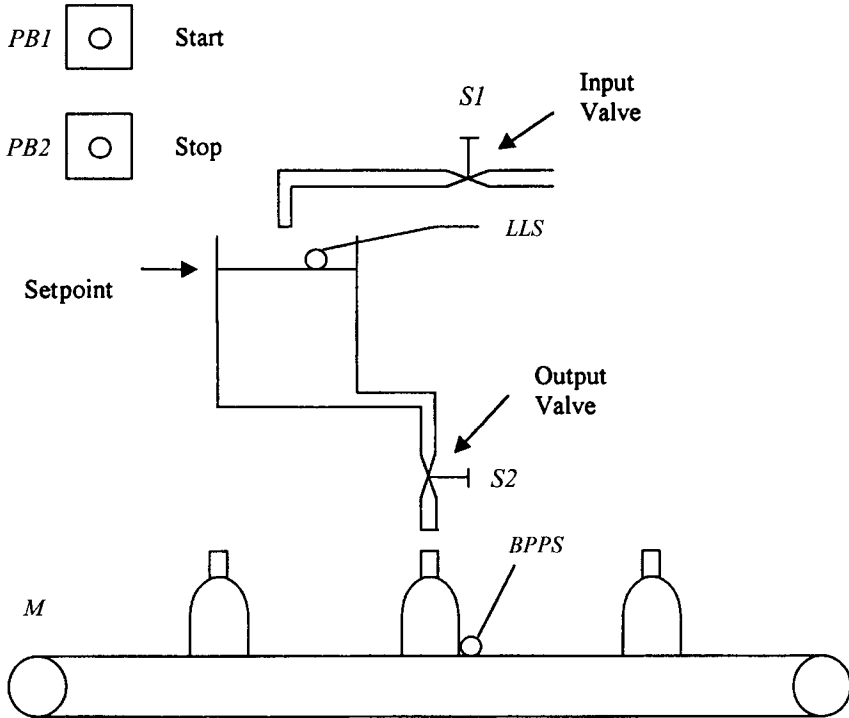 PB1 Start
PB2 Stop
S1
Input
Valve
LLS
Setpoint
Output
Valve
S2
BPPS
M